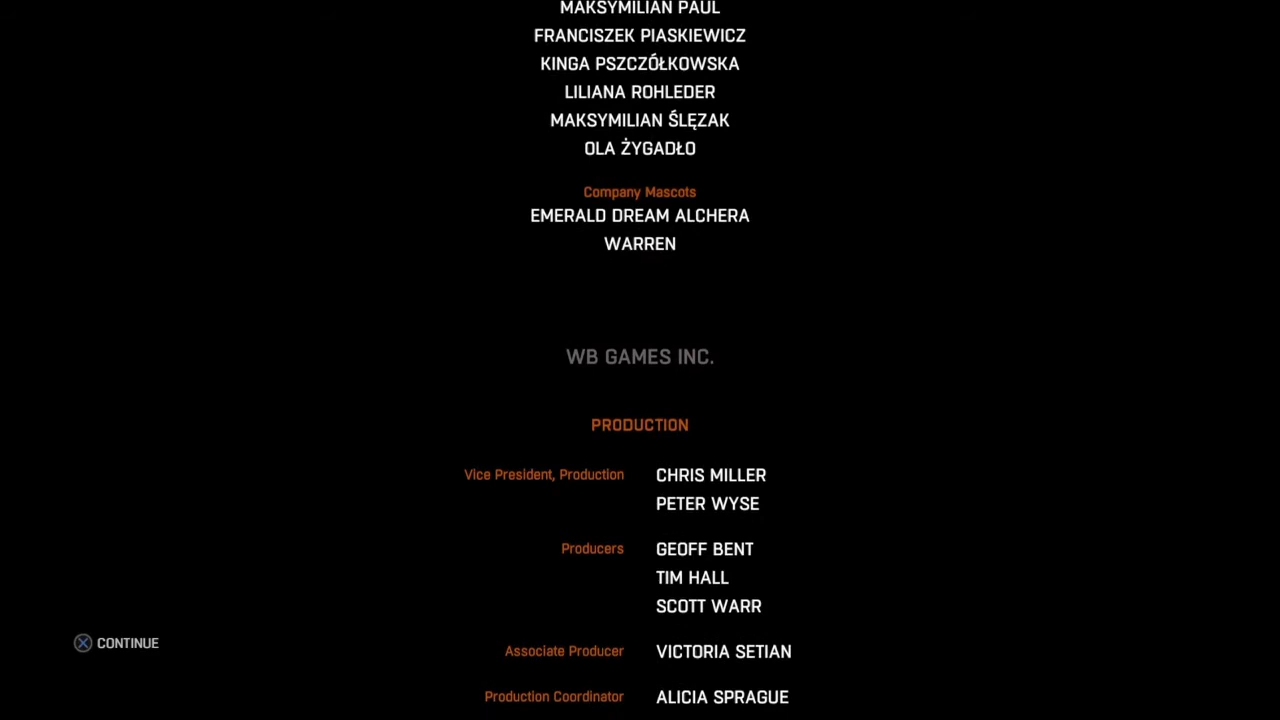 MAKSYMILIAN PAUL
FRANCISZEK PIASKIEWICZ
KINGA PSZCZÓŁKOWSKA
LILIANA ROHLEDER
MAKSYMILIAN ŚLĘZAK
OLA ŻYGADŁO
Company Mascots
EMERALD DREAM ALCHERA
WARREN
WB GAMES INC.
PRODUCTION
Vice President, Production CHRIS MILLER
PETER WYSE
Producers GEOFF BENT
TIM HALL
SCOTT WARR
CONTINUE
Associate Producer VICTORIA SETIAN
Production Coordinator ALICIA SPRAGUE